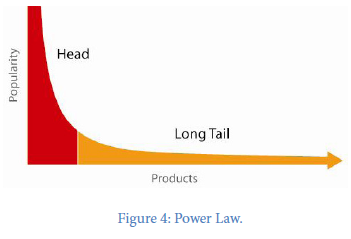 Popularity
Head
Long Tail
Products
Figure 4: Power Law.